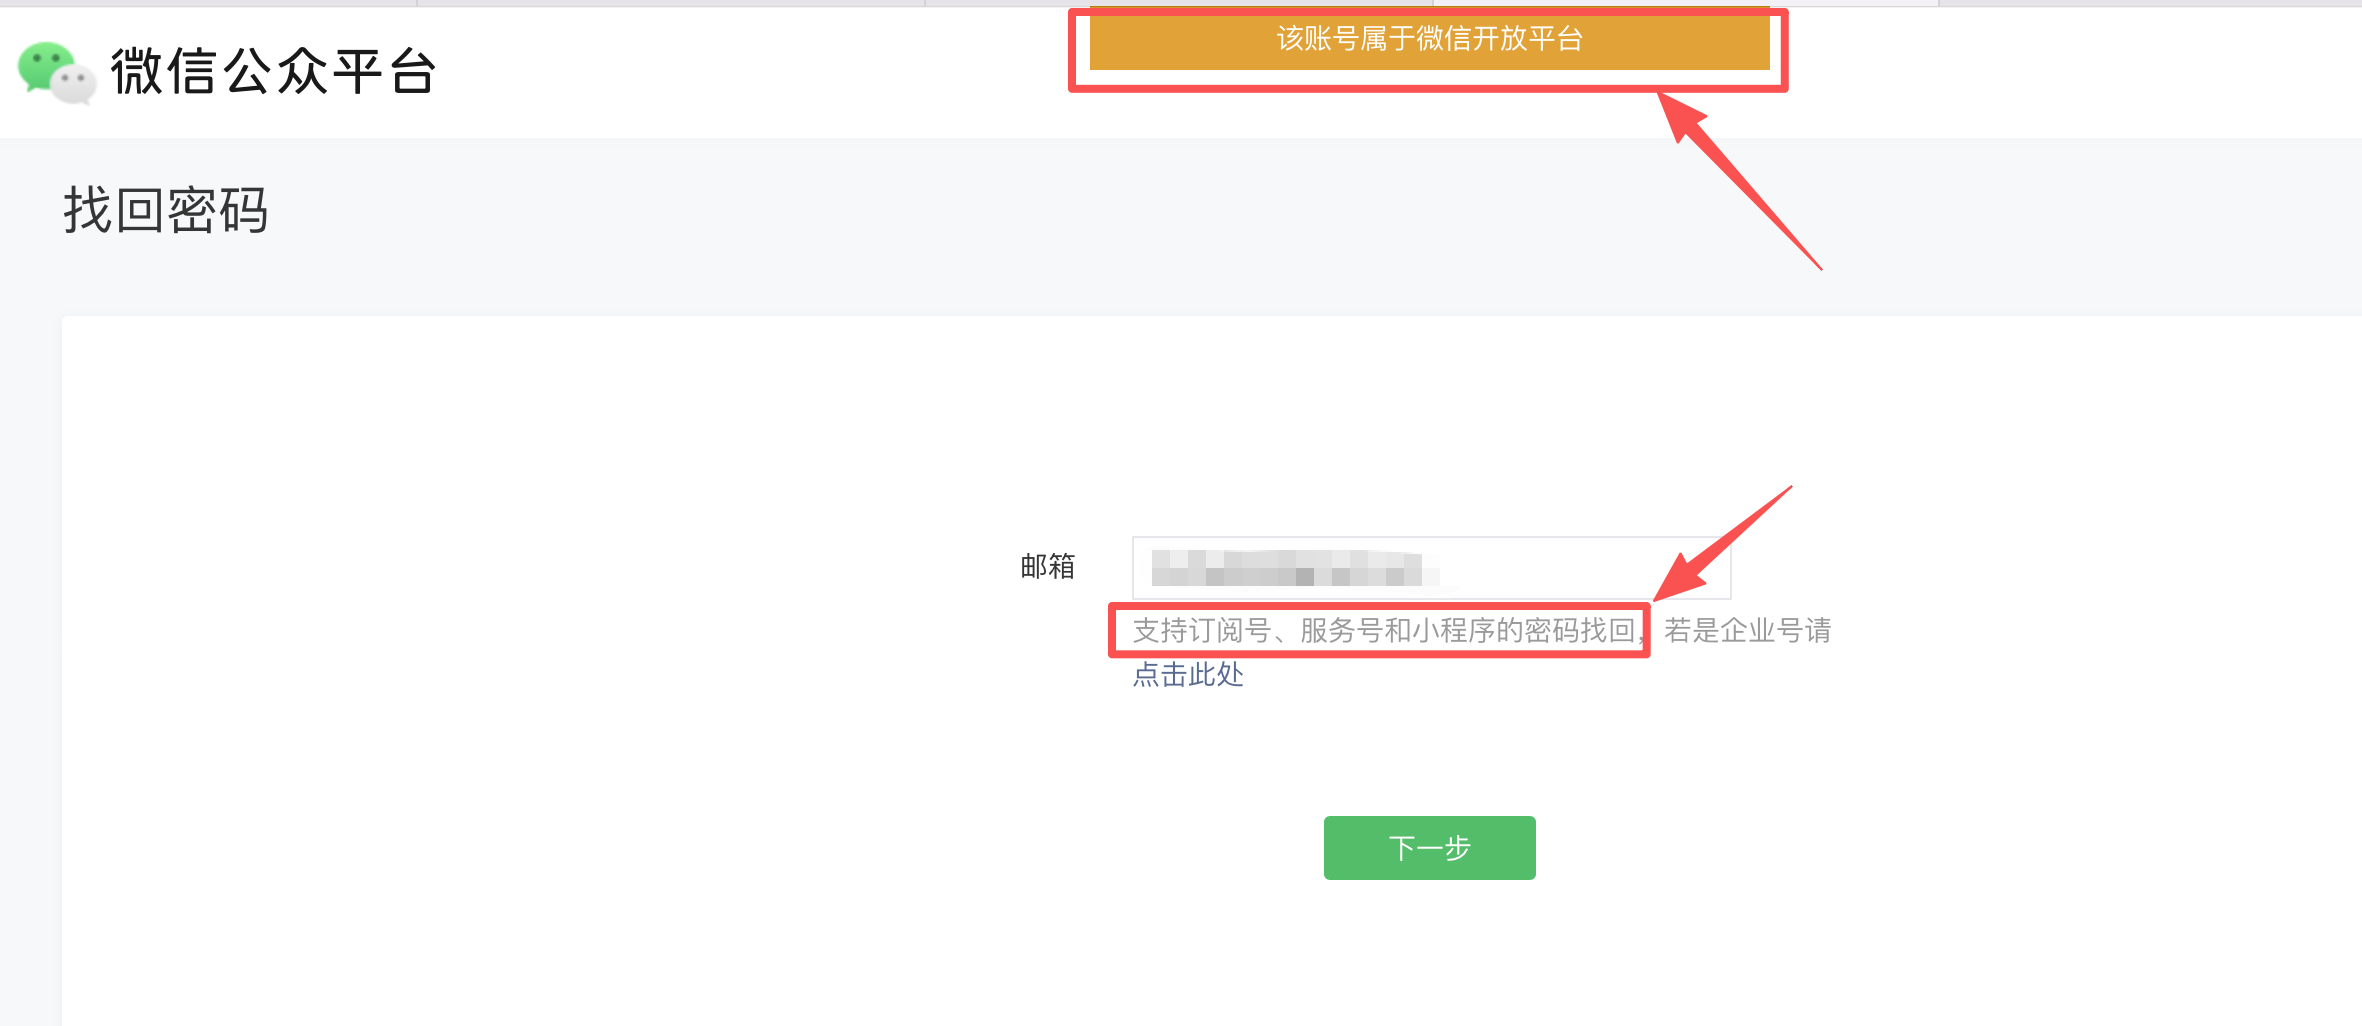 该账号属于微信开放平台
微信公众平台
找回密码
邮箱
支持订阅号、服务号和小程序的密码找回，若是企业号请
点击此处
下一步